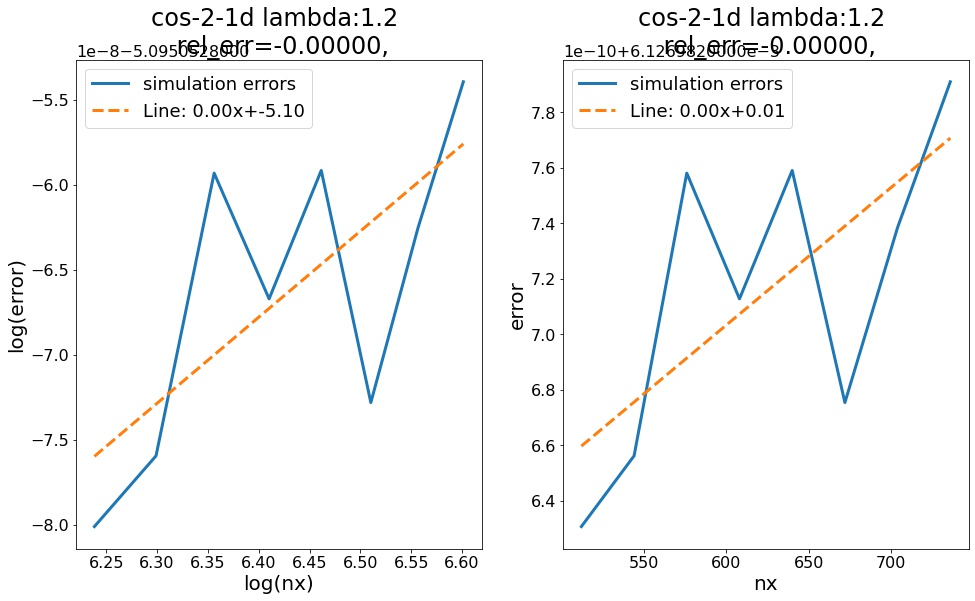 cos-2-1d lambda:1.2
rel_err=-0.00000,
1e−8−5.0950528000
simulation errors
Line: 0.00x+-5.10
log(error)
−5.5
−6.0
−6.5
−7.0
−7.5
−8.0
6.25 6.30 6.35 6.40 6.45 6.50 6.55 6.60
log(nx)
cos-2-1d lambda:1.2
rel_err=-0.00000,
1e−10+6.1269820000e−3
simulation errors
Line: 0.00x+0.01
error
7.8
7.6
7.4
7.2
7.0
6.8
6.6
6.4
550 600 650 700
nx